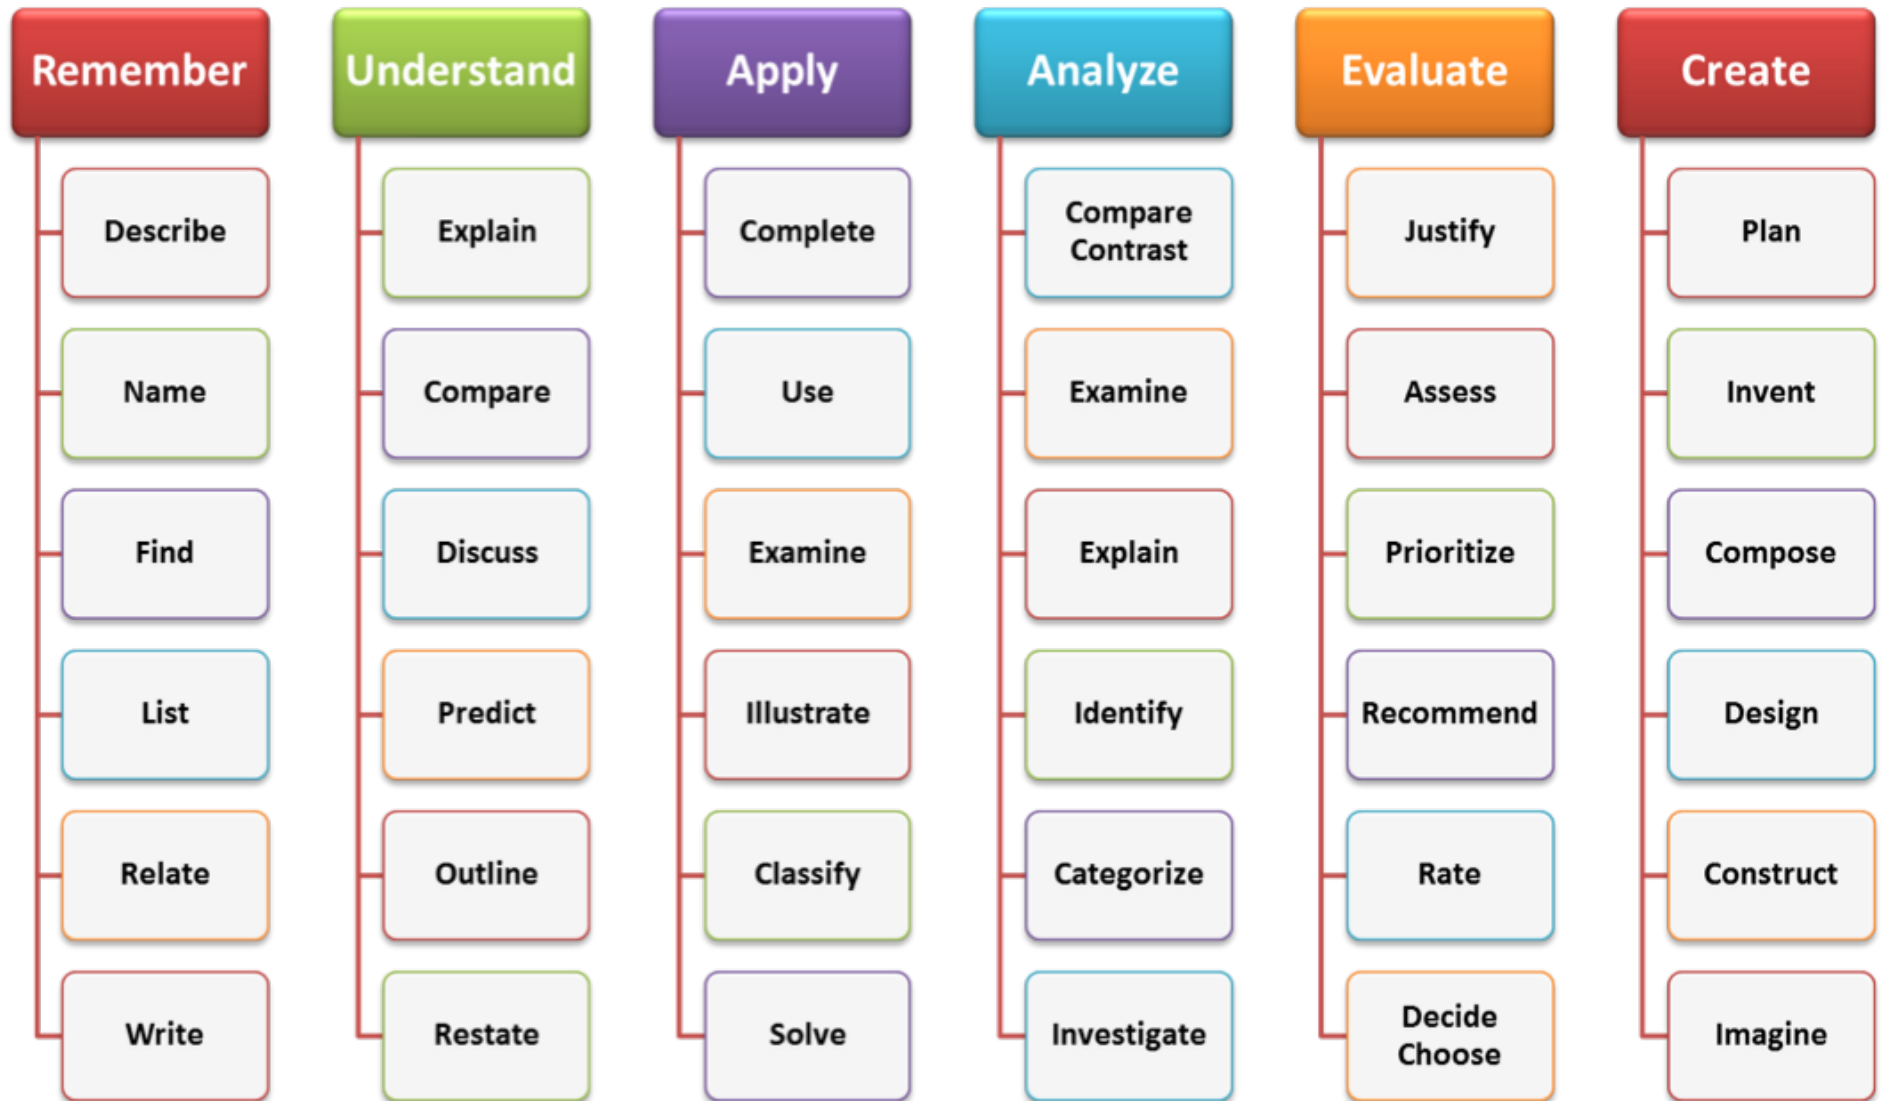 Remember
Describe
Name
Find
List
Relate
Write
Understand
Explain
Compare
Discuss
Predict
Outline
Restate
Apply
Complete
Use
Examine
Illustrate
Classify
Solve
Analyze
Compare
Contrast
Examine
Explain
Identify
Categorize
Investigate
Evaluate
Justify
Assess
Prioritize
Recommend
Rate
Decide
Choose
Create
Plan
Invent
Compose
Design
Construct
Imagine